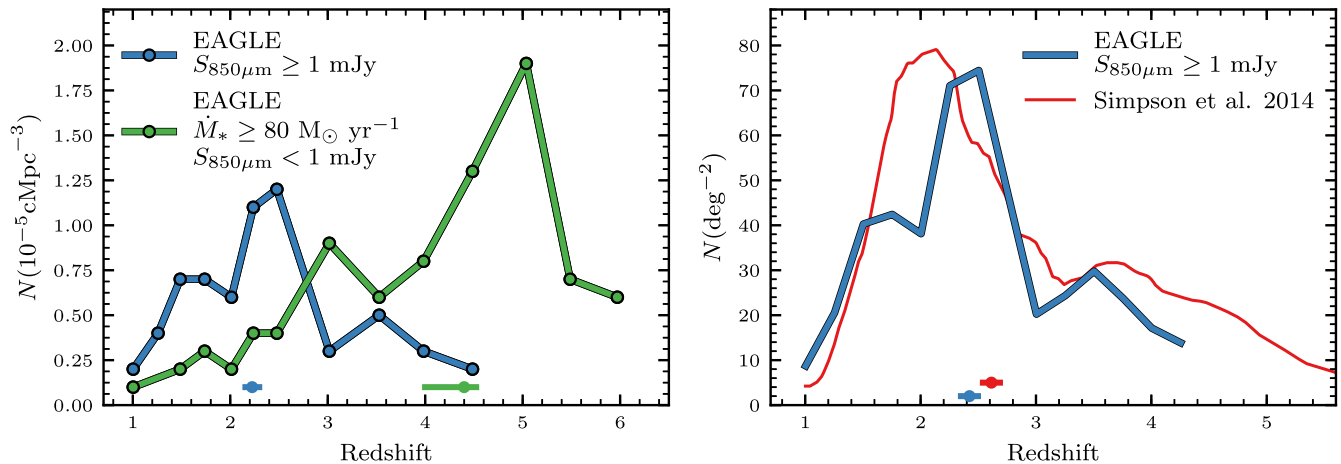 2.00
1.75
1.50
1.25
1.00
0.75
0.50
0.25
0.00
N(10⁻⁵cMpc⁻³)
EAGLE
S₈₅₀μm ≥ 1 mJy
EAGLE
Ṁ* ≥ 80 M⊙ yr⁻¹
S₈₅₀μm < 1 mJy
1 2 3 4 5 6
Redshift
80
70
60
50
40
30
20
10
0
N(deg⁻²)
EAGLE
S₈₅₀μm ≥ 1 mJy
Simpson et al. 2014
1 2 3 4 5
Redshift